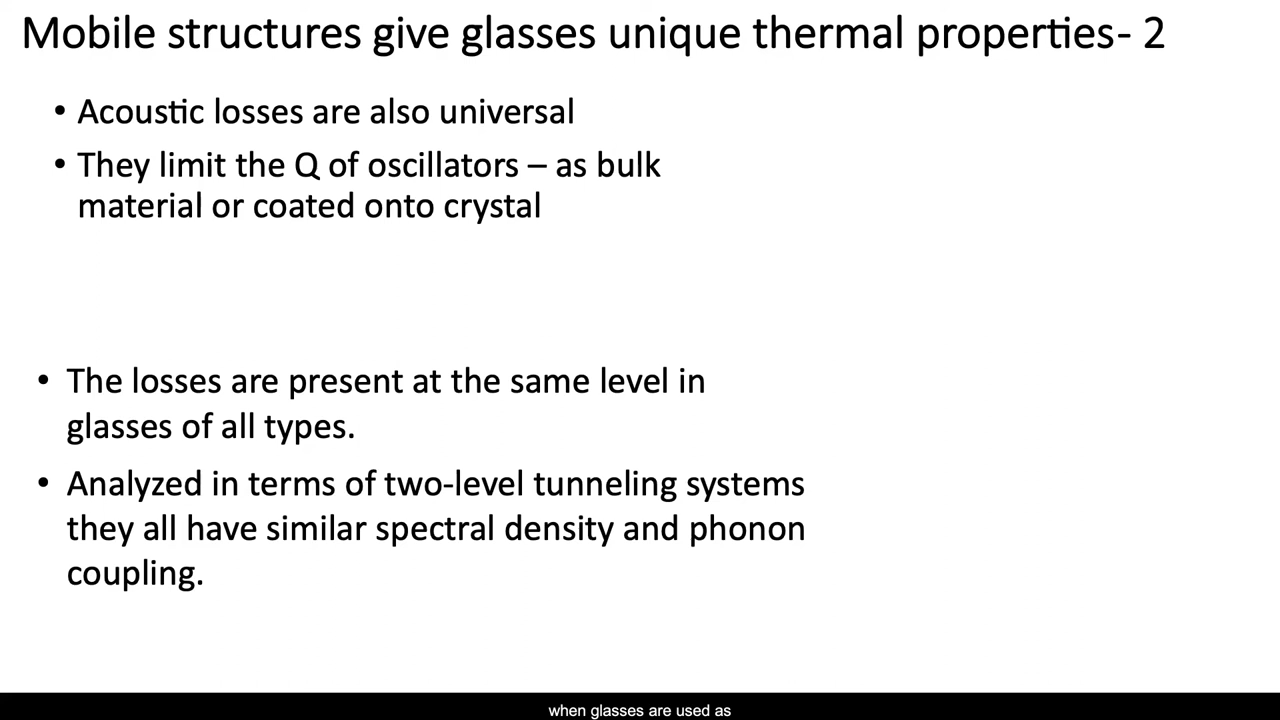 Mobile structures give glasses unique thermal properties- 2
• Acoustic losses are also universal
• They limit the Q of oscillators – as bulk
material or coated onto crystal
• The losses are present at the same level in
glasses of all types.
• Analyzed in terms of two-level tunneling systems
they all have similar spectral density and phonon
coupling.
when glasses are used as